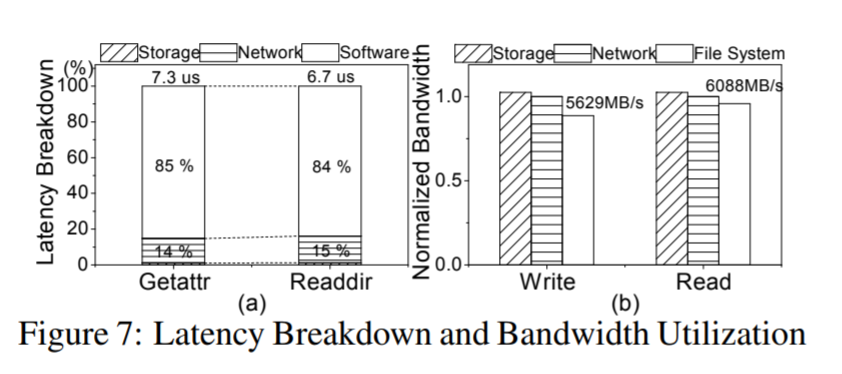 Storage Network Software
Latency Breakdown (%)
7.3 us 6.7 us
100
80
60
40
20
0
85 % 84 %
14 % 15 %
Getattr Readdir
(a)
Storage Network File System
Normalized Bandwidth
1.0
0.5
0.0
5629MB/s
6088MB/s
Write Read
(b)
Figure 7: Latency Breakdown and Bandwidth Utilization